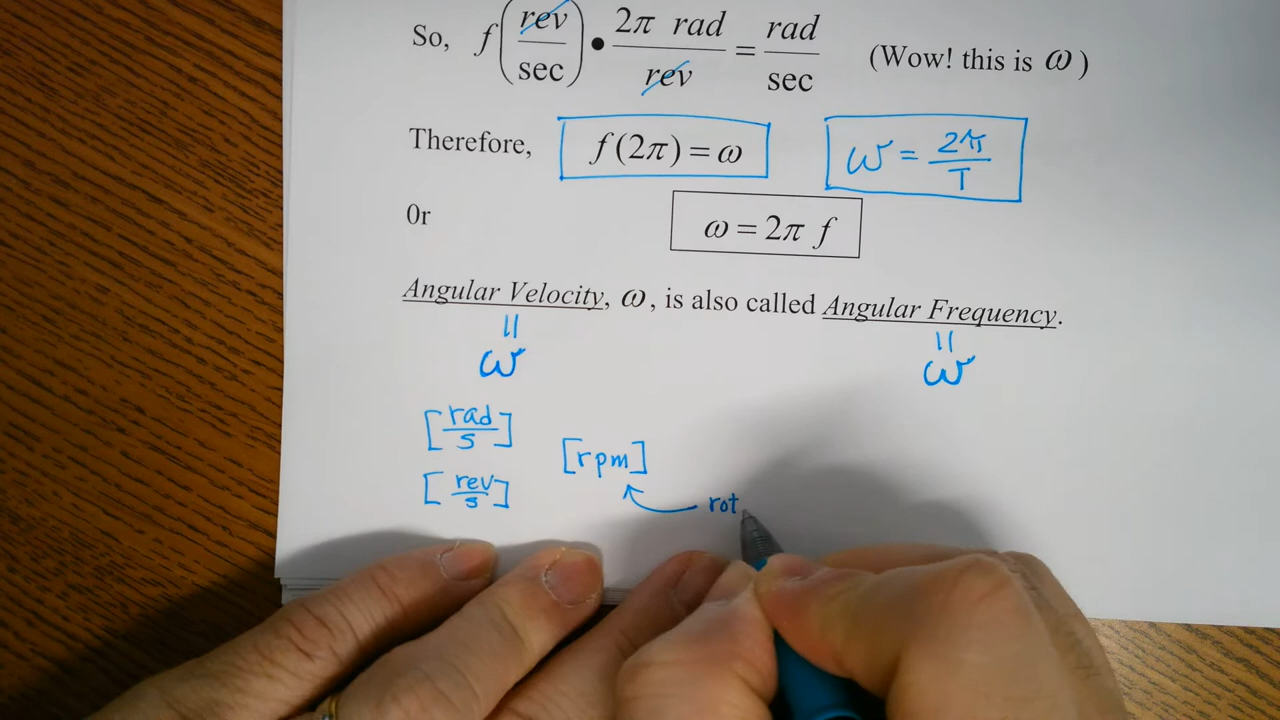 So, f(rev/sec) • 2π rad/rev = rad/sec (Wow! this is ω)
Therefore, f(2π) = ω ω = 2π/T
Or ω = 2π f
Angular Velocity, ω, is also called Angular Frequency.
= =
ω ω
[rad/s]
[rpm]
[rev/s]
rot